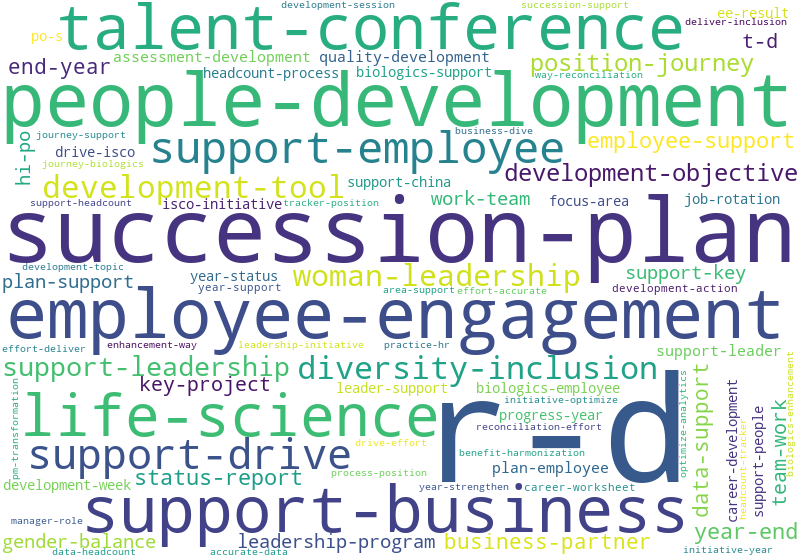 development-session
succession-support
talent-conference
ee-result
deliver-inclusion
po-s
t-d
assessment-development
quality-development
position-journey
end-year
headcount-process
biologics-support
way-reconciliation
people-development
hi-po
journey-support
business-dive
drive-isco
support-employee
employee-support
journey-biologics
development-tool
support-china
development-objective
support-headcount
isco-initiative
tracker-position
work-team
focus-area
job-rotation
succession-plan
development-topic
plan-support
year-status
year-support
woman-leadership
area-support
effort-accurate
support-key
development-action
employee-engagement
effort-deliver
enhancement-way
leadership-initiative
practice-hr
support-leader
support-leadership
diversity-inclusion
key-project
leader-support
biologics-employee
initiative-optimize
pm-transformation
life-science
r-d
progress-year
reconciliation-effort
optimize-analytics
data-support
career-development
headcount-tracker
support-people
team-work
biologics-enhancement
drive-effort
support-drive
benefit-harmonization
plan-employee
status-report
process-position
development-week
year-strengthen
career-worksheet
support-business
manager-role
gender-balance
leadership-program
business-partner
year-end
data-headcount
accurate-data
initiative-year